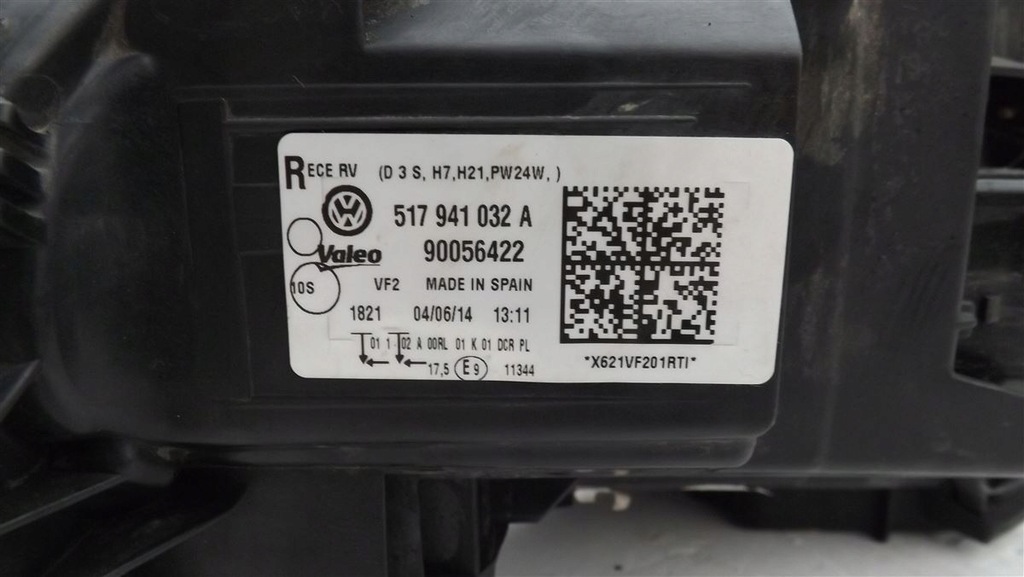 R ECE RV (D 3 S, H7,H21,PW24W, )
517 941 032 A
Valeo 90056422
10S VF2 MADE IN SPAIN
1821 04/06/14 13:11
01 1 02 A 00RL 01 K 01 DCR PL
17,5 E9 11344
*X621VF201RTI*